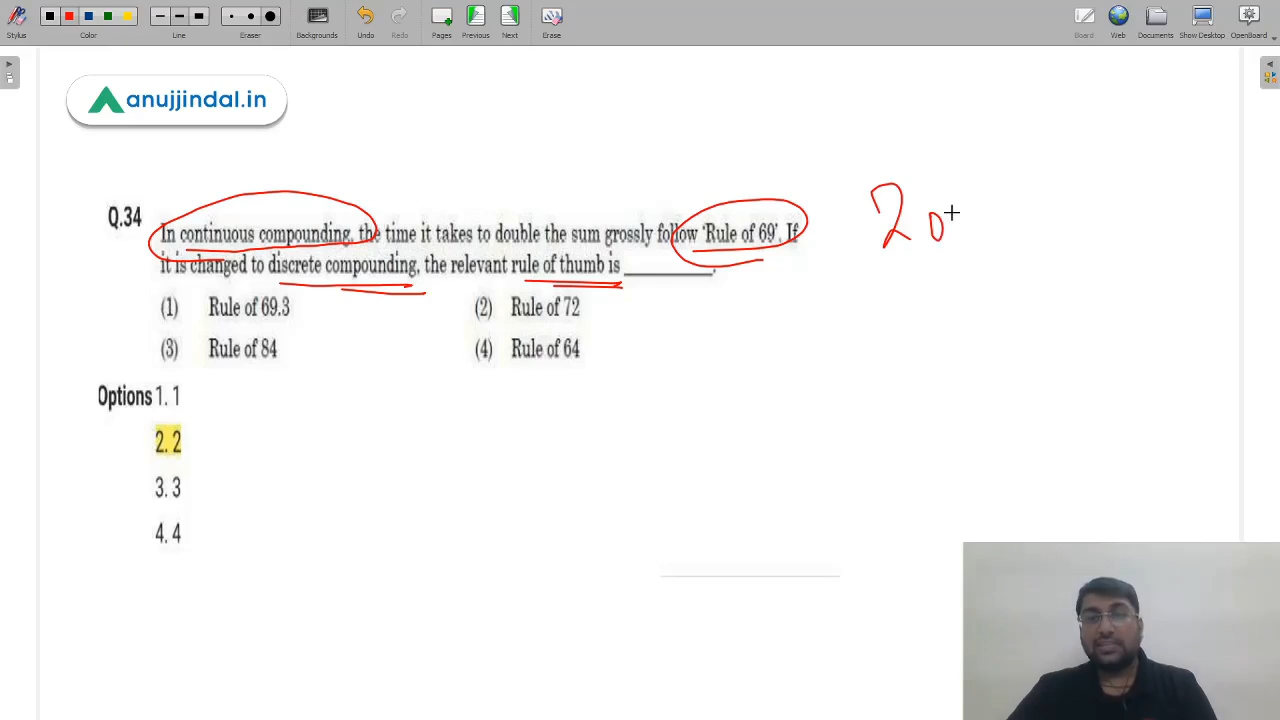 Stylus Color Line Eraser Backgrounds Undo Redo Pages Previous Next Erase Board Web Documents Show Desktop OpenBoard
anujjindal.in
20
Q.34 In continuous compounding, the time it takes to double the sum grossly follow 'Rule of 69'. If
it is changed to discrete compounding, the relevant rule of thumb is ________.
(1) Rule of 69.3 (2) Rule of 72
(3) Rule of 84 (4) Rule of 64
Options 1. 1
2. 2
3. 3
4. 4